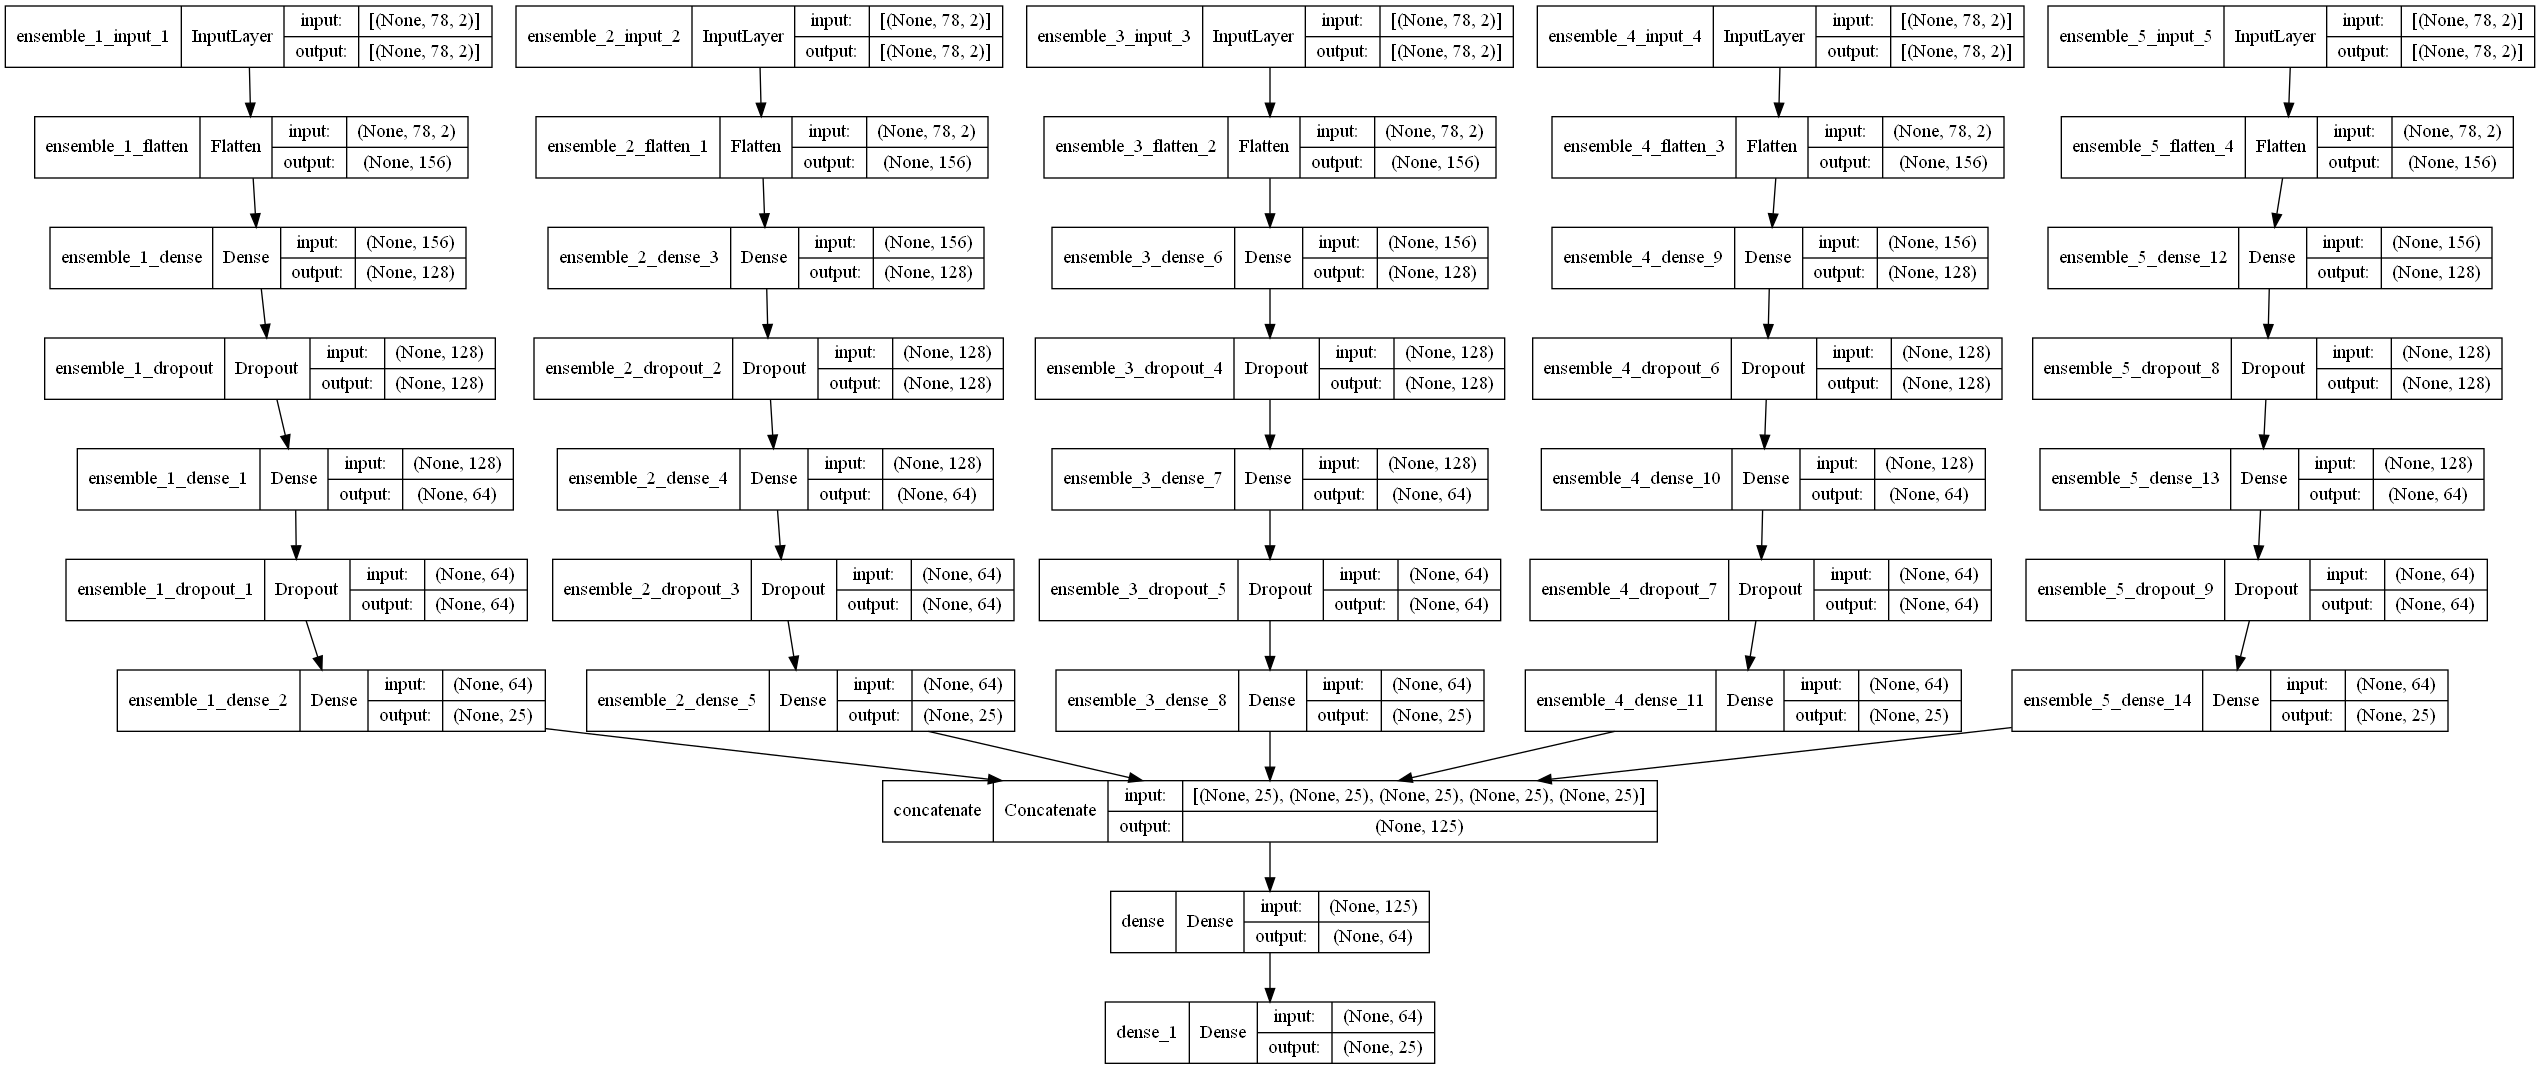 ensemble_1_input_1 InputLayer input: [(None, 78, 2)] output: [(None, 78, 2)]
ensemble_2_input_2 InputLayer input: [(None, 78, 2)] output: [(None, 78, 2)]
ensemble_3_input_3 InputLayer input: [(None, 78, 2)] output: [(None, 78, 2)]
ensemble_4_input_4 InputLayer input: [(None, 78, 2)] output: [(None, 78, 2)]
ensemble_5_input_5 InputLayer input: [(None, 78, 2)] output: [(None, 78, 2)]
ensemble_1_flatten Flatten input: (None, 78, 2) output: (None, 156)
ensemble_2_flatten_1 Flatten input: (None, 78, 2) output: (None, 156)
ensemble_3_flatten_2 Flatten input: (None, 78, 2) output: (None, 156)
ensemble_4_flatten_3 Flatten input: (None, 78, 2) output: (None, 156)
ensemble_5_flatten_4 Flatten input: (None, 78, 2) output: (None, 156)
ensemble_1_dense Dense input: (None, 156) output: (None, 128)
ensemble_2_dense_3 Dense input: (None, 156) output: (None, 128)
ensemble_3_dense_6 Dense input: (None, 156) output: (None, 128)
ensemble_4_dense_9 Dense input: (None, 156) output: (None, 128)
ensemble_5_dense_12 Dense input: (None, 156) output: (None, 128)
ensemble_1_dropout Dropout input: (None, 128) output: (None, 128)
ensemble_2_dropout_2 Dropout input: (None, 128) output: (None, 128)
ensemble_3_dropout_4 Dropout input: (None, 128) output: (None, 128)
ensemble_4_dropout_6 Dropout input: (None, 128) output: (None, 128)
ensemble_5_dropout_8 Dropout input: (None, 128) output: (None, 128)
ensemble_1_dense_1 Dense input: (None, 128) output: (None, 64)
ensemble_2_dense_4 Dense input: (None, 128) output: (None, 64)
ensemble_3_dense_7 Dense input: (None, 128) output: (None, 64)
ensemble_4_dense_10 Dense input: (None, 128) output: (None, 64)
ensemble_5_dense_13 Dense input: (None, 128) output: (None, 64)
ensemble_1_dropout_1 Dropout input: (None, 64) output: (None, 64)
ensemble_2_dropout_3 Dropout input: (None, 64) output: (None, 64)
ensemble_3_dropout_5 Dropout input: (None, 64) output: (None, 64)
ensemble_4_dropout_7 Dropout input: (None, 64) output: (None, 64)
ensemble_5_dropout_9 Dropout input: (None, 64) output: (None, 64)
ensemble_1_dense_2 Dense input: (None, 64) output: (None, 25)
ensemble_2_dense_5 Dense input: (None, 64) output: (None, 25)
ensemble_3_dense_8 Dense input: (None, 64) output: (None, 25)
ensemble_4_dense_11 Dense input: (None, 64) output: (None, 25)
ensemble_5_dense_14 Dense input: (None, 64) output: (None, 25)
concatenate Concatenate input: [(None, 25), (None, 25), (None, 25), (None, 25), (None, 25)] output: (None, 125)
dense Dense input: (None, 125) output: (None, 64)
dense_1 Dense input: (None, 64) output: (None, 25)